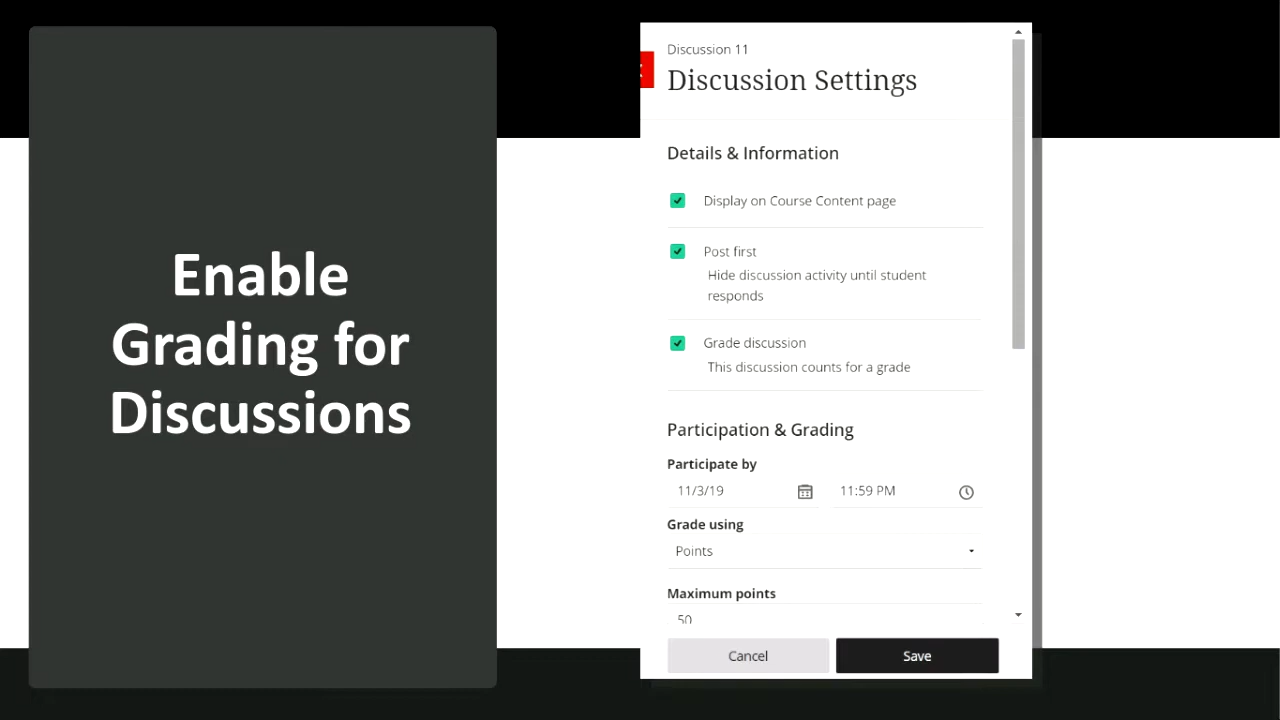 Enable
Grading for
Discussions
Discussion 11
Discussion Settings
Details & Information
Display on Course Content page
Post first
Hide discussion activity until student
responds
Grade discussion
This discussion counts for a grade
Participation & Grading
Participate by
11/3/19 11:59 PM
Grade using
Points
Maximum points
50
Cancel Save